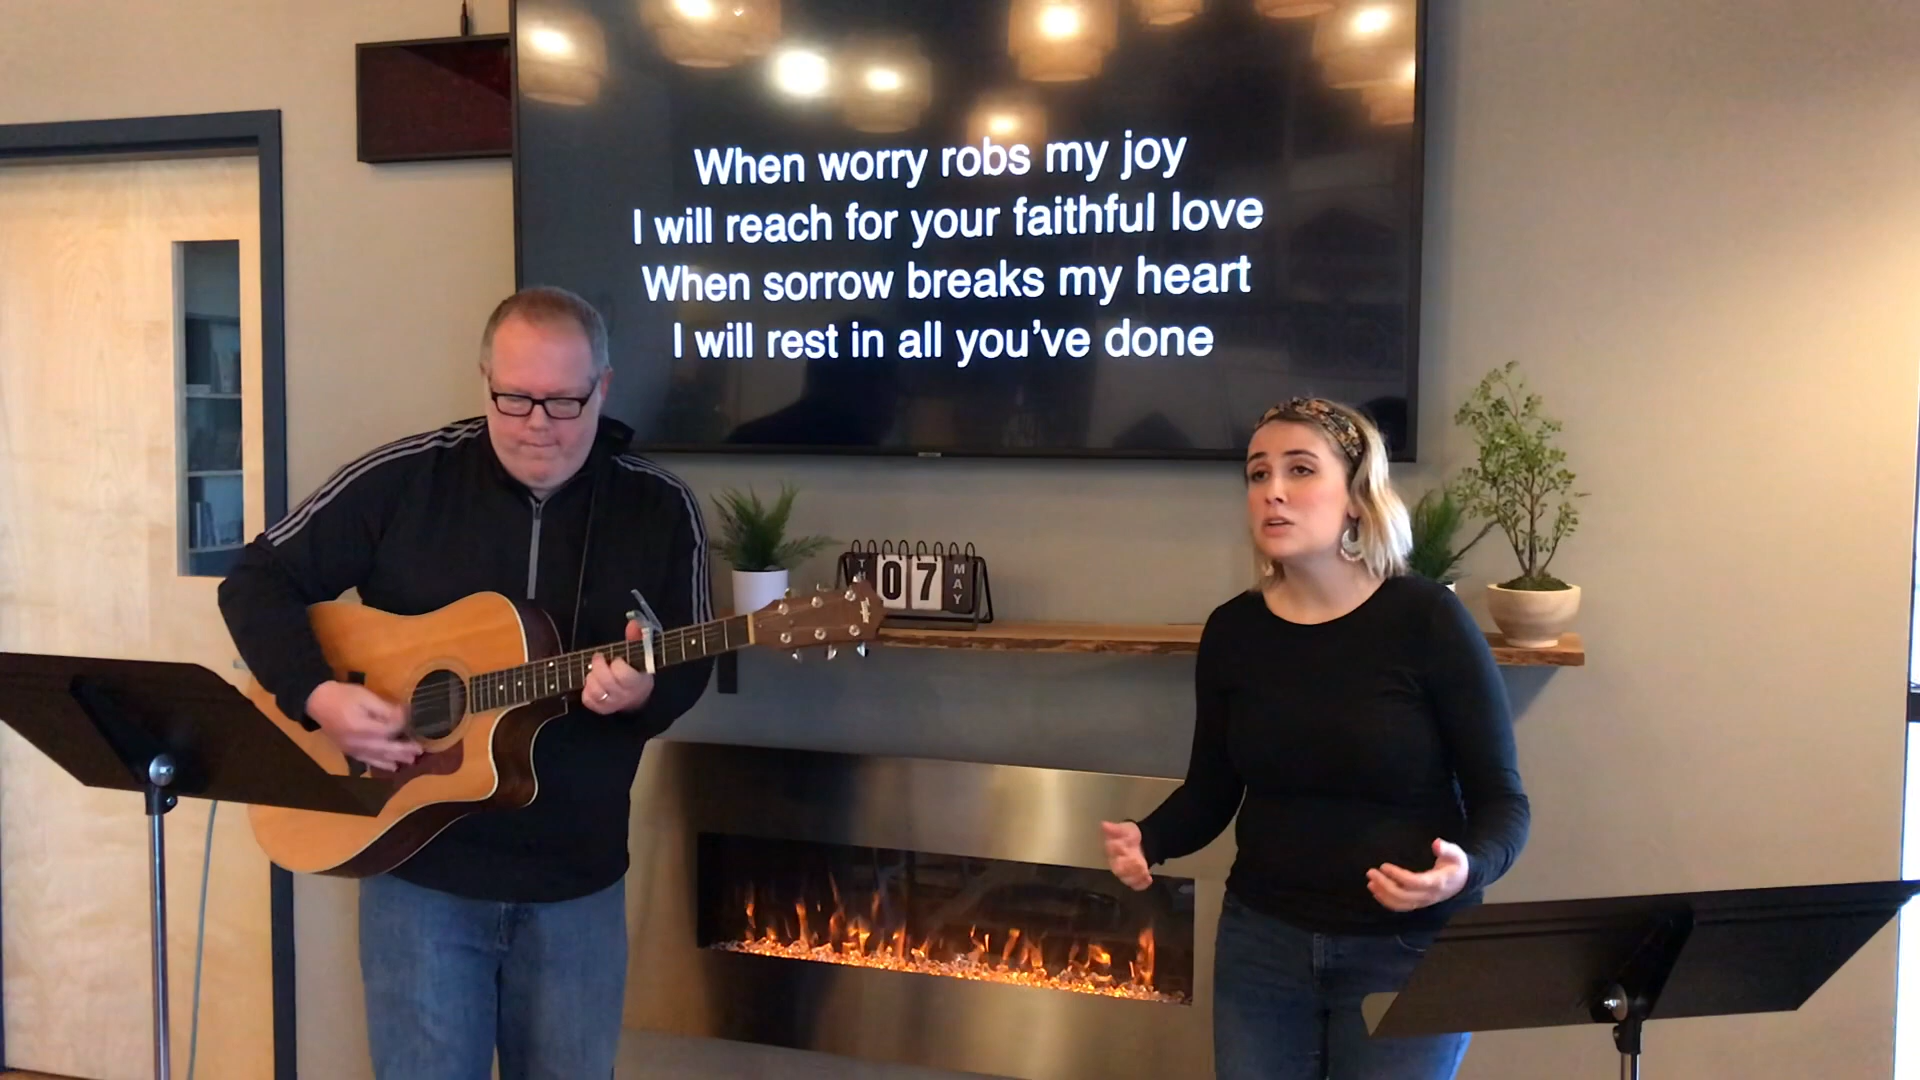 When worry robs my joy
I will reach for your faithful love
When sorrow breaks my heart
I will rest in all you've done
TH 07 MAY